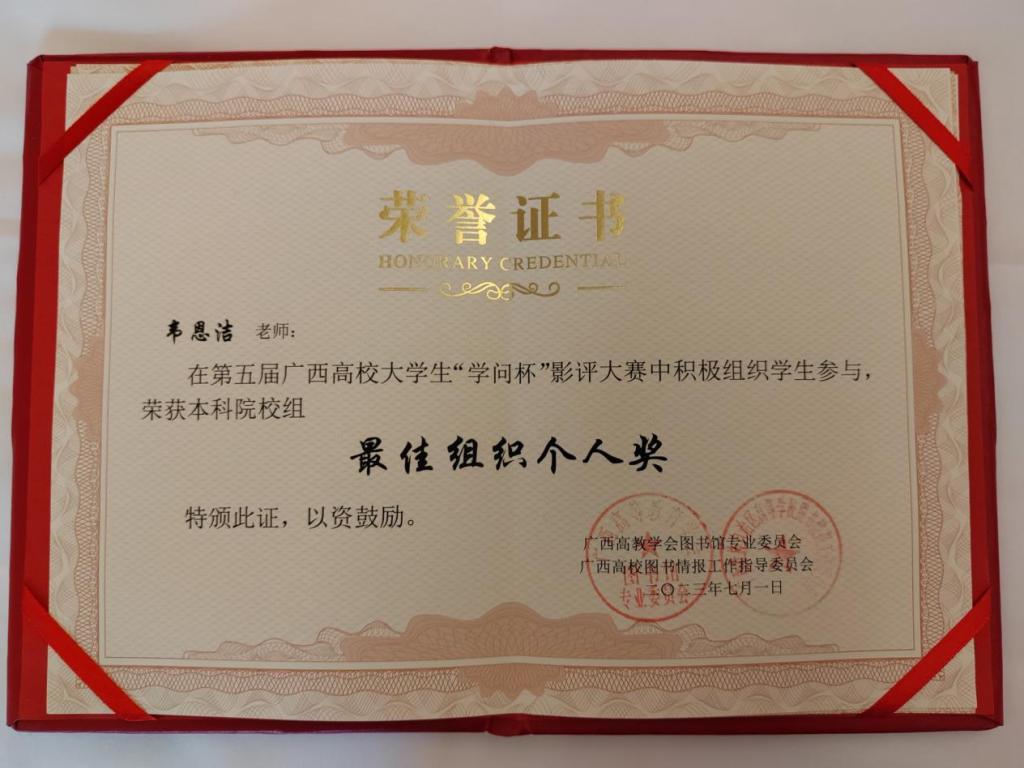 荣誉证书
HONORARY CREDENTIAL
韦恩洁 老师：
在第五届广西高校大学生“学问杯”影评大赛中积极组织学生参与，
荣获本科院校组
最佳组织个人奖
特颁此证，以资鼓励。
广西高教学会图书馆专业委员会
广西高校图书情报工作指导委员会
二〇二三年七月一日